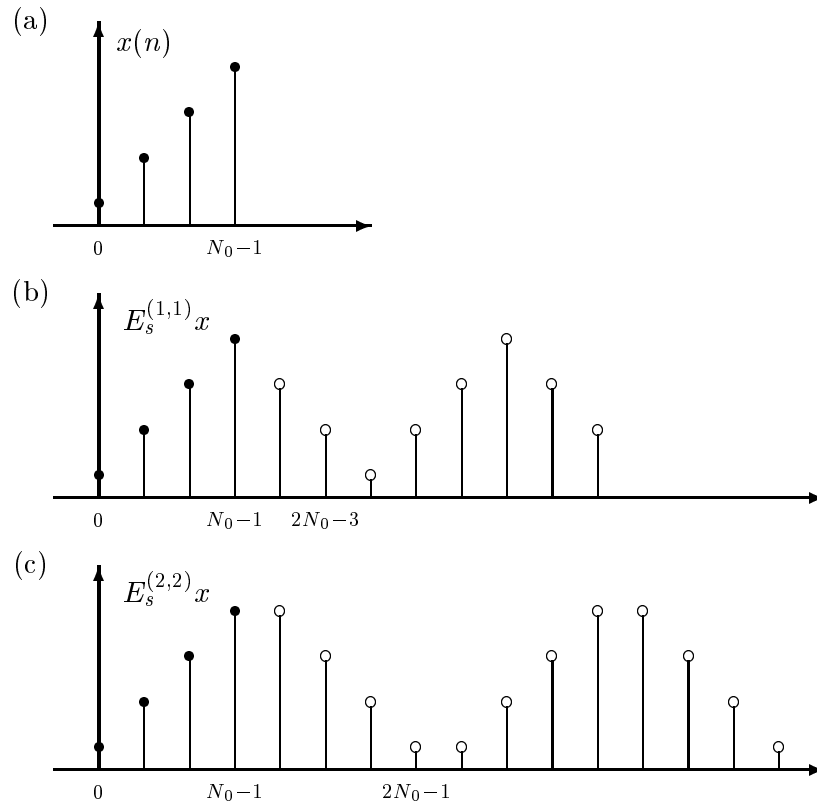 (a)
x(n)
0 N₀−1
(b)
E_s^{(1,1)}x
0 N₀−1 2N₀−3
(c)
E_s^{(2,2)}x
0 N₀−1 2N₀−1